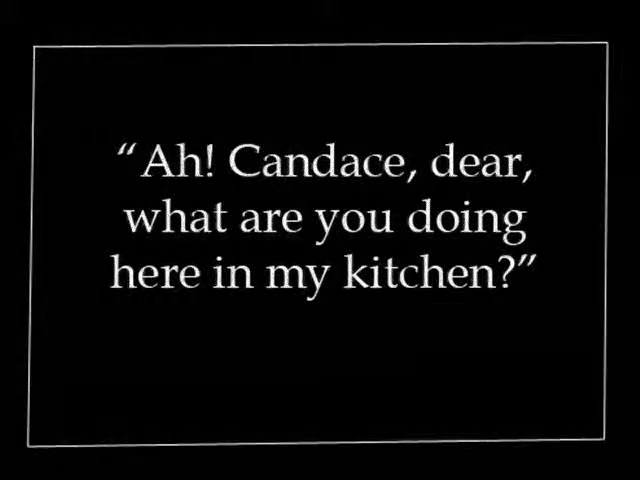 “Ah! Candace, dear,
what are you doing
here in my kitchen?”